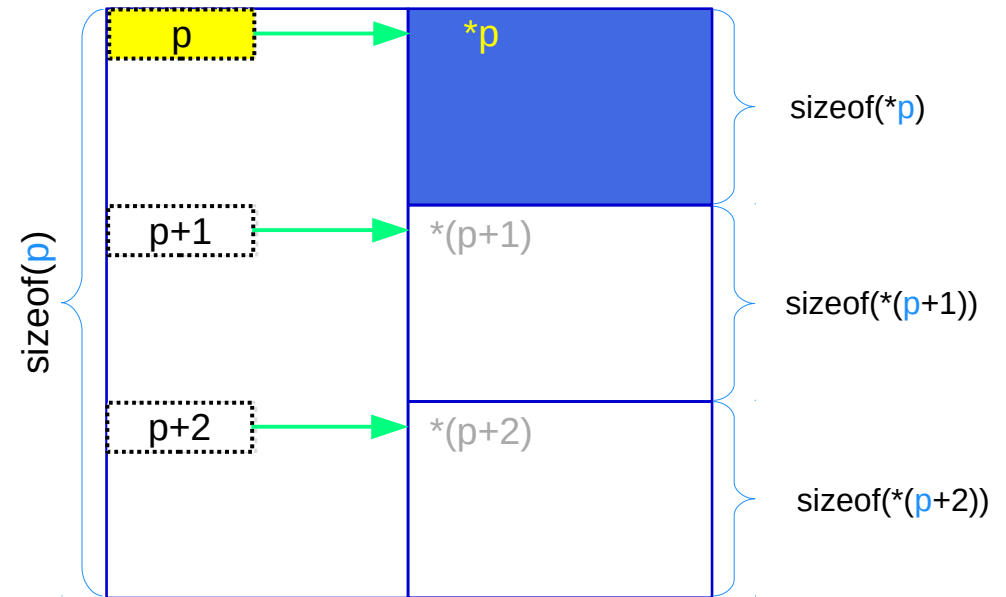 p
*p
sizeof(*p)
sizeof(p)
p+1
*(p+1)
sizeof(*(p+1))
p+2
*(p+2)
sizeof(*(p+2))